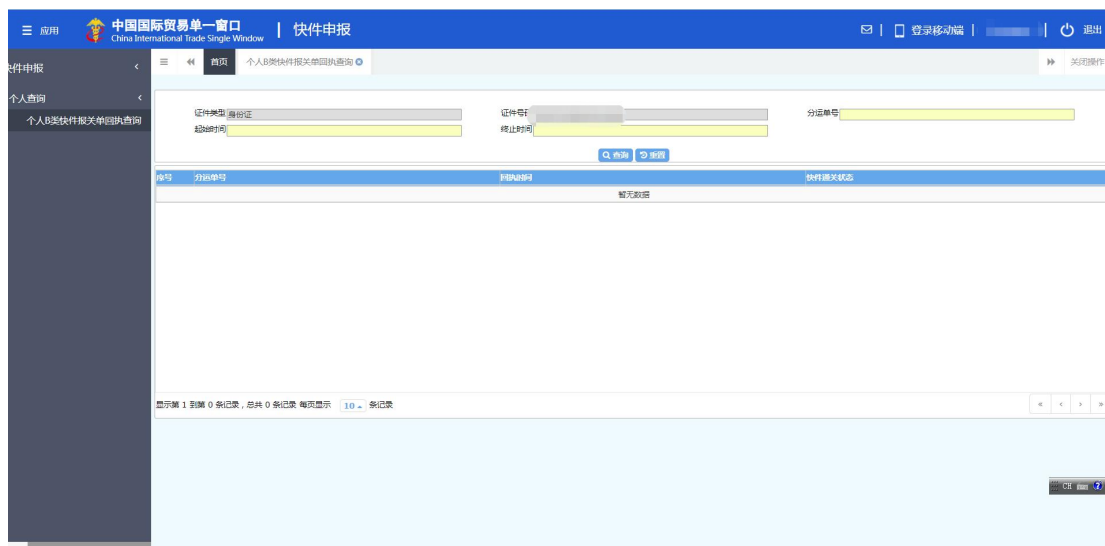 应用
中国国际贸易单一窗口
China International Trade Single Window
快件申报
登录移动端
退出
快件申报
首页
个人B类快件报关单回执查询
关闭操作
个人查询
个人B类快件报关单回执查询
证件类型 身份证
证件号码
分运单号
起始时间
终止时间
查询 重置
序号 分运单号 回执时间 快件通关状态
暂无数据
显示第 1 到第 0 条记录，总共 0 条记录 每页显示 10 条记录
CH